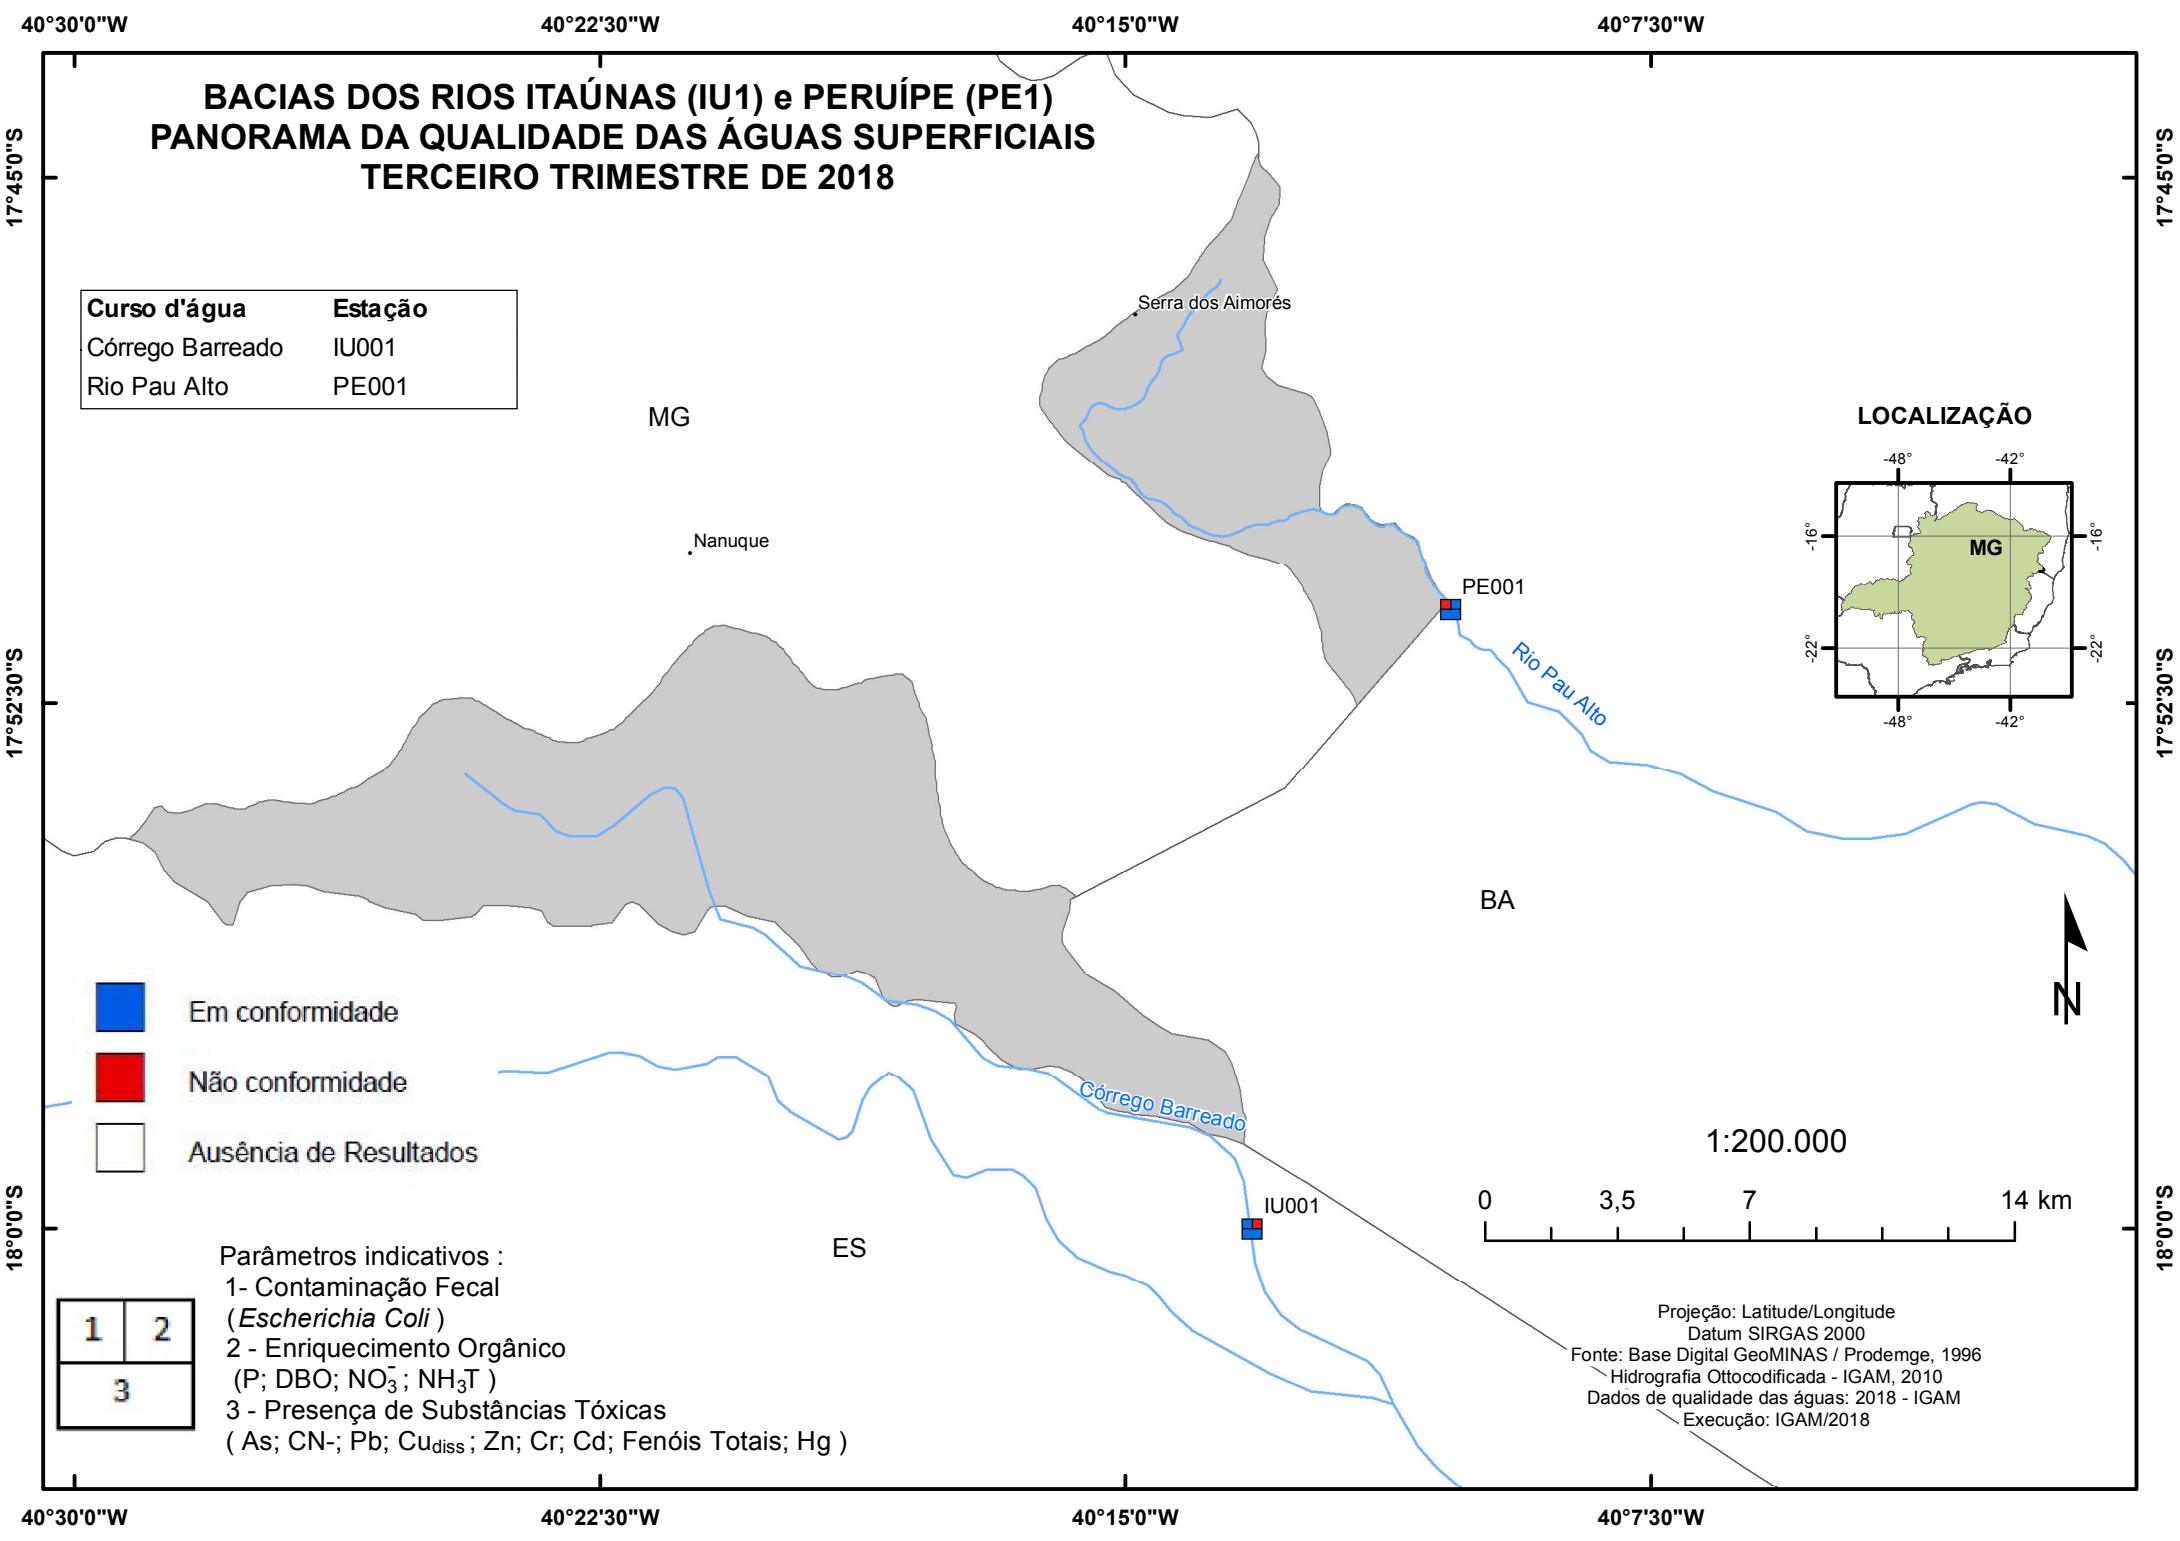 40°30'0"W
40°22'30"W
40°15'0"W
40°7'30"W
BACIAS DOS RIOS ITAÚNAS (IU1) e PERUÍPE (PE1)
PANORAMA DA QUALIDADE DAS ÁGUAS SUPERFICIAIS
TERCEIRO TRIMESTRE DE 2018
17°45'0"S
17°45'0"S
Curso d'água Estação
Córrego Barreado IU001
Rio Pau Alto PE001
Serra dos Aimorés
MG
Nanuque
LOCALIZAÇÃO
-48° -42°
-16° -16°
MG
-22° -22°
-48° -42°
PE001
Rio Pau Alto
17°52'30"S
17°52'30"S
BA
N
Em conformidade
Não conformidade
Ausência de Resultados
Córrego Barreado
1:200.000
0 3,5 7 14 km
IU001
ES
18°0'0"S
18°0'0"S
Parâmetros indicativos :
1- Contaminação Fecal
(Escherichia Coli )
2 - Enriquecimento Orgânico
(P; DBO; NO₃⁻; NH₃T )
3 - Presença de Substâncias Tóxicas
( As; CN-; Pb; Cudiss ; Zn; Cr; Cd; Fenóis Totais; Hg )
1 2
3
Projeção: Latitude/Longitude
Datum SIRGAS 2000
Fonte: Base Digital GeoMINAS / Prodemge, 1996
Hidrografia Ottocodificada - IGAM, 2010
Dados de qualidade das águas: 2018 - IGAM
Execução: IGAM/2018
40°30'0"W
40°22'30"W
40°15'0"W
40°7'30"W